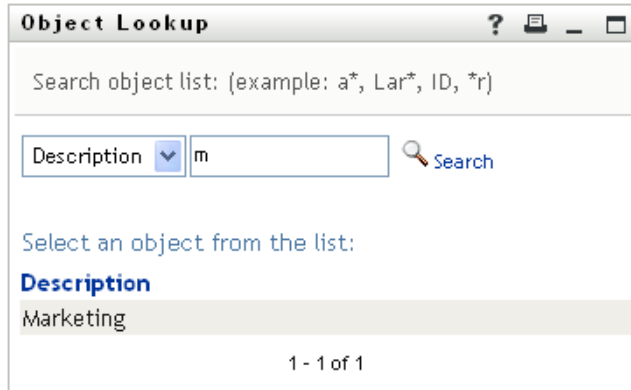 Object Lookup ?
Search object list: (example: a*, Lar*, ID, *r)
Description m Search
Select an object from the list:
Description
Marketing
1 - 1 of 1